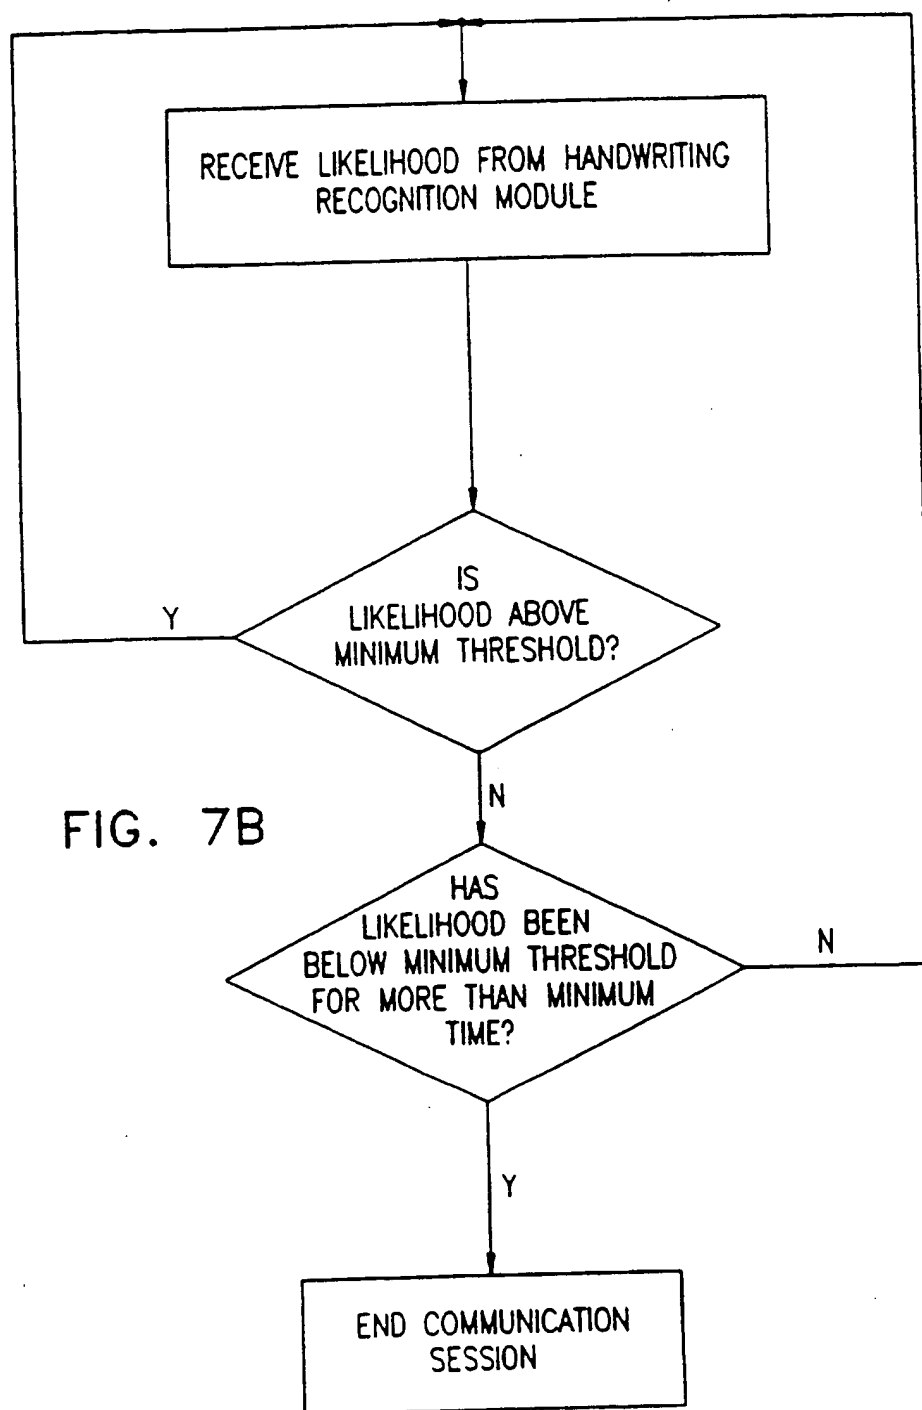 RECEIVE LIKELIHOOD FROM HANDWRITING
RECOGNITION MODULE
IS
LIKELIHOOD ABOVE
MINIMUM THRESHOLD?
Y
N
FIG. 7B
HAS
LIKELIHOOD BEEN
BELOW MINIMUM THRESHOLD
FOR MORE THAN MINIMUM
TIME?
N
Y
END COMMUNICATION
SESSION